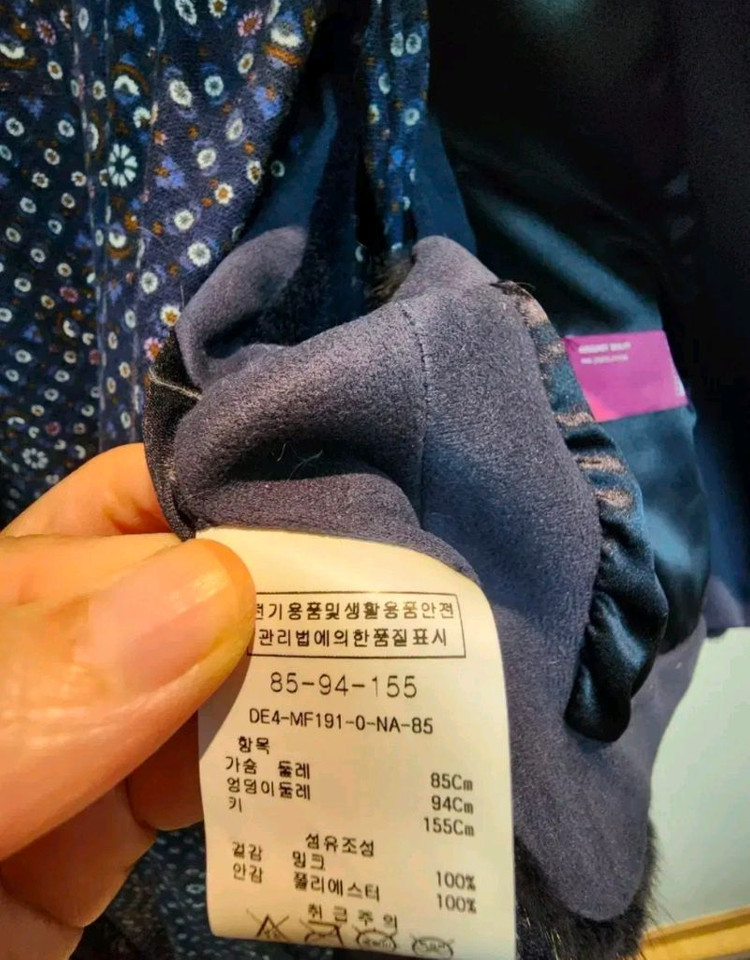 전기용품및생활용품안전
관리법에의한품질표시
85-94-155
DE4-MF191-0-NA-85
항목
가슴 둘레 85Cm
엉덩이둘레 94Cm
키 155Cm
섬유조성
겉감 밍크 100%
안감 폴리에스터 100%
취급주의